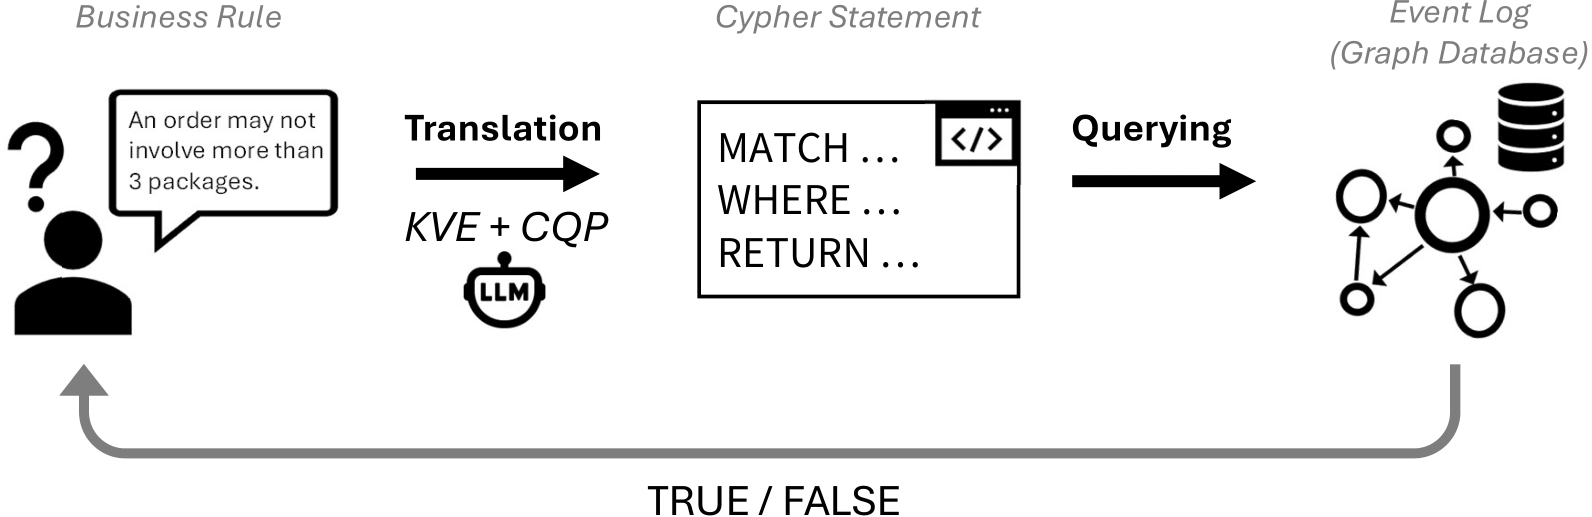 Business Rule
Cypher Statement
Event Log
(Graph Database)
An order may not
involve more than
3 packages.
?
Translation
KVE + CQP
LLM
</>
MATCH ...
WHERE ...
RETURN ...
Querying
TRUE / FALSE